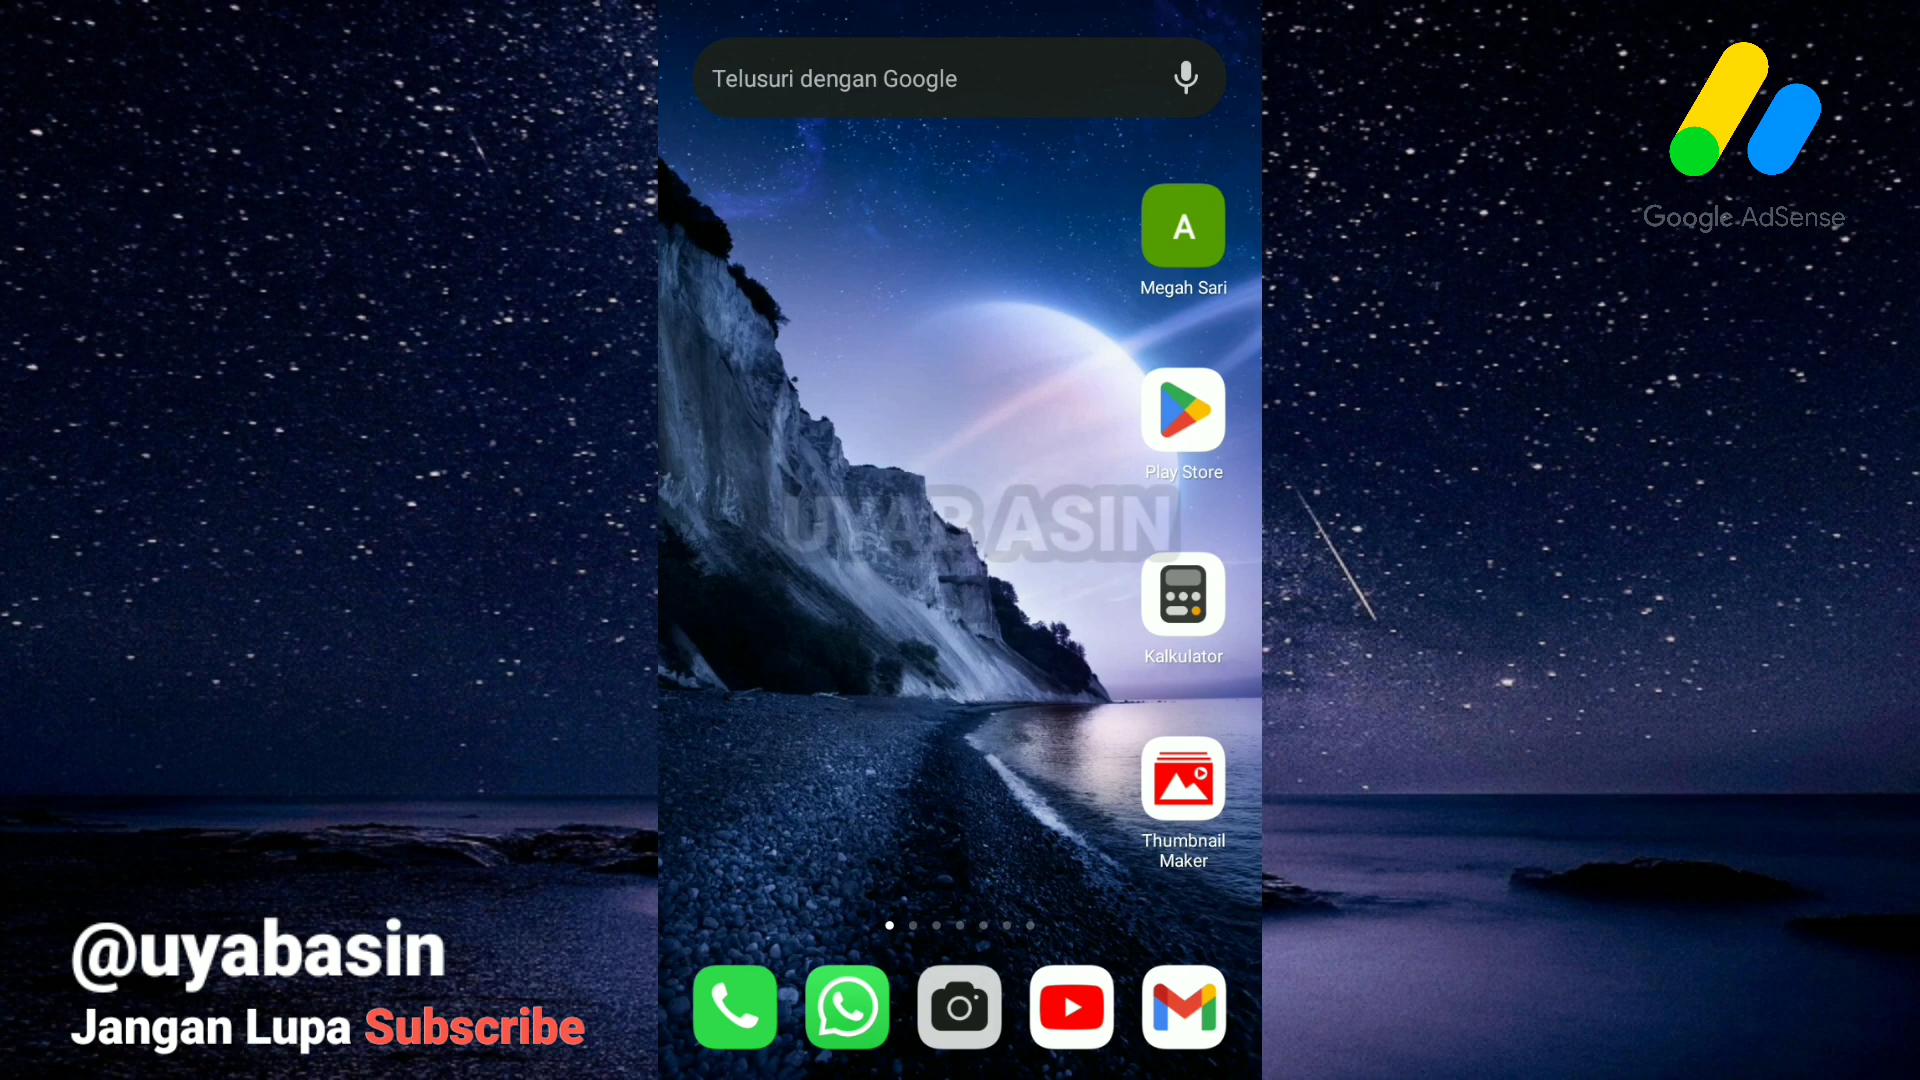 Telusuri dengan Google
Google AdSense
A
Megah Sari
Play Store
UYABASIN
Kalkulator
Thumbnail
Maker
@uyabasin
Jangan Lupa Subscribe